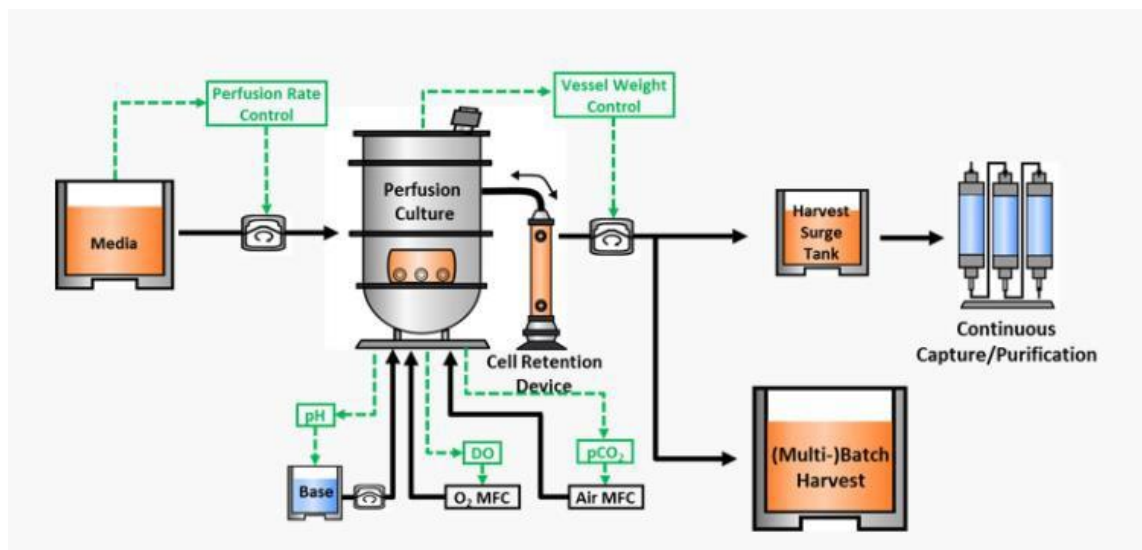 Perfusion Rate
Control
Vessel Weight
Control
Media
Perfusion
Culture
Harvest
Surge
Tank
Cell Retention
Device
Continuous
Capture/Purification
pH
DO
pCO₂
Base
O₂ MFC
Air MFC
(Multi-)Batch
Harvest